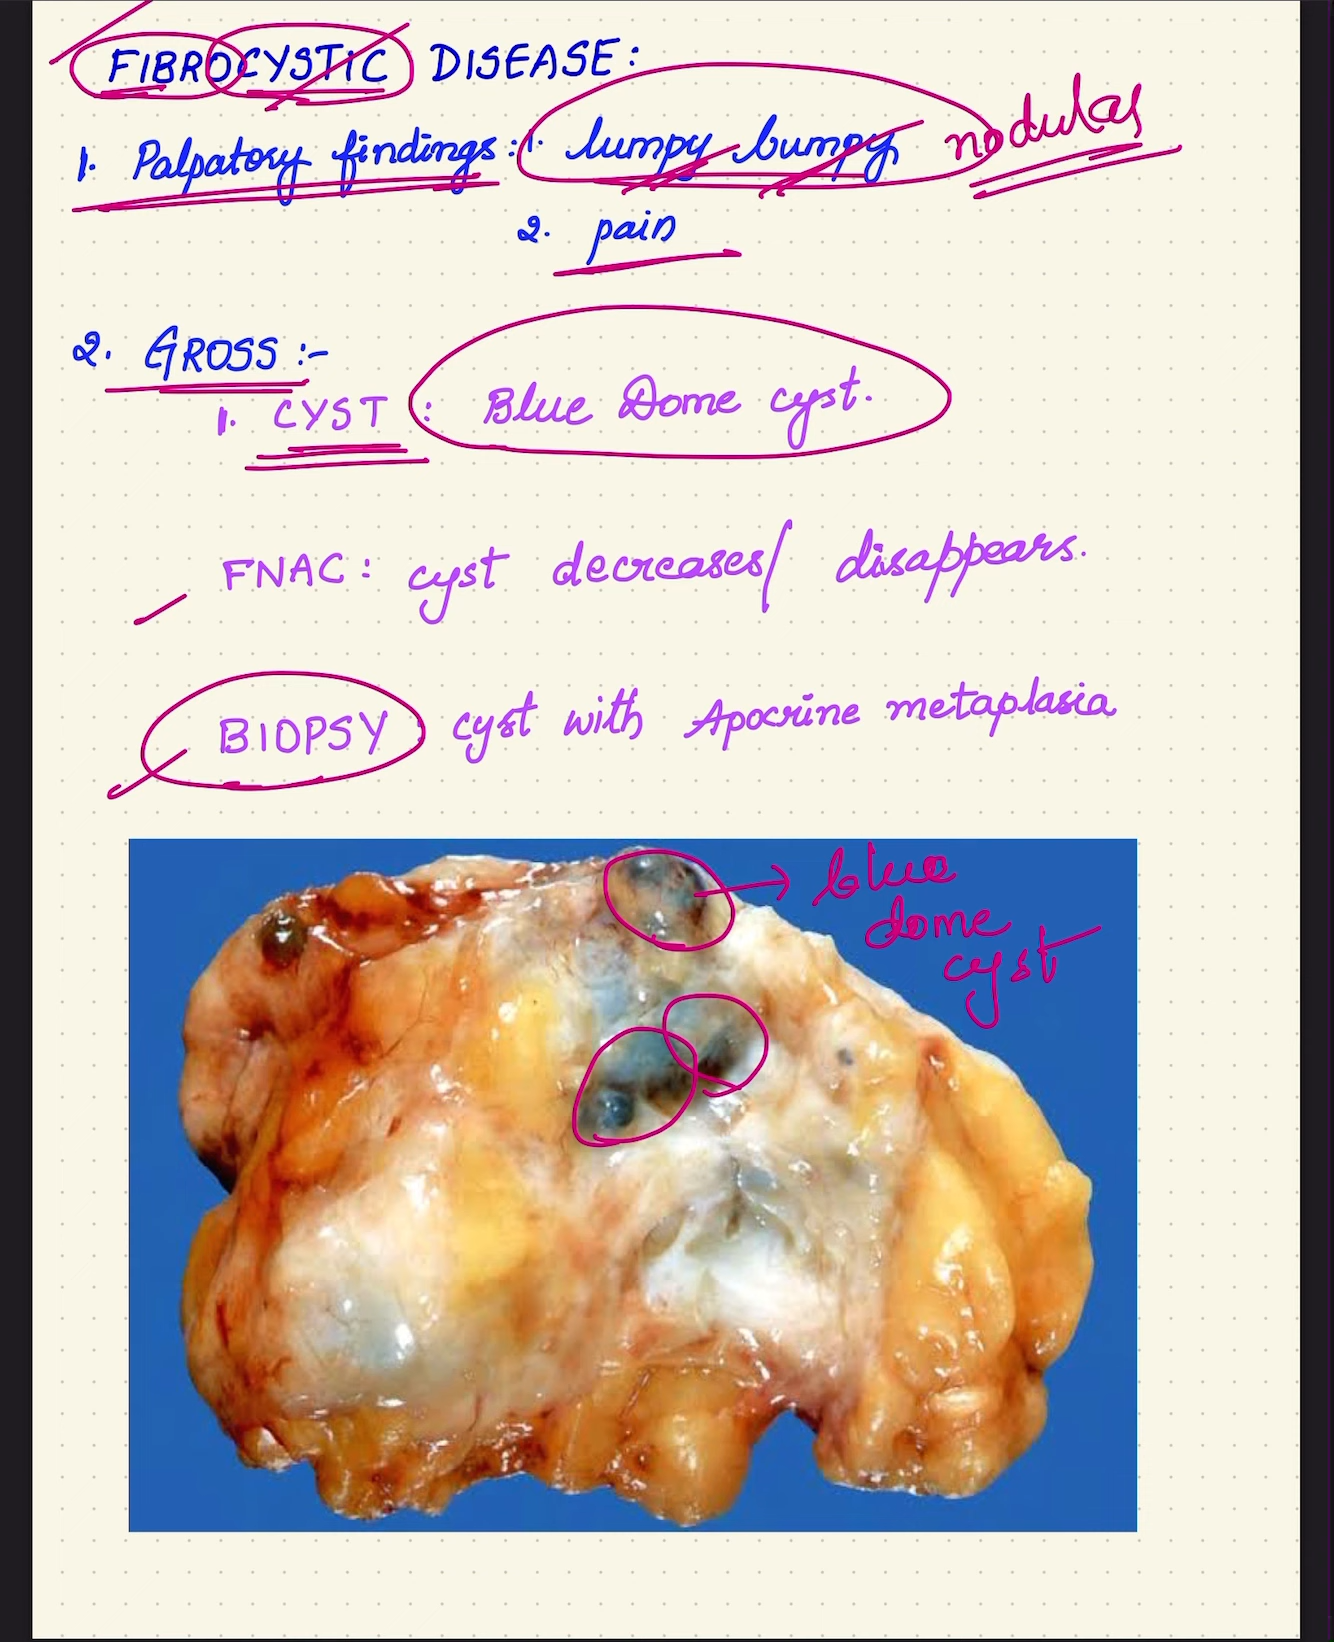 FIBROCYSTIC DISEASE:
1. Palpatory findings: 1. lumpy bumpy nodular
2. pain
2. GROSS :-
1. CYST : Blue Dome cyst.
FNAC: cyst decreases/ disappears.
BIOPSY: cyst with Apocrine metaplasia
blue
dome
cyst